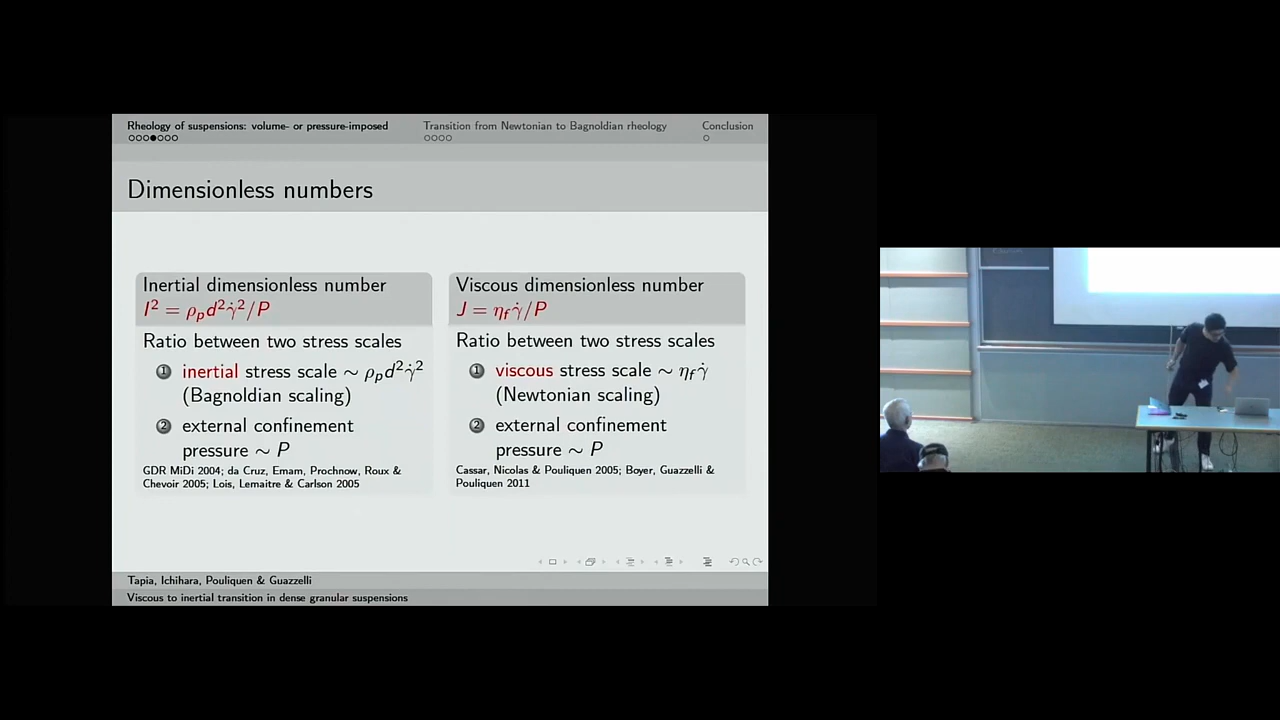 Rheology of suspensions: volume- or pressure-imposed
Transition from Newtonian to Bagnoldian rheology
Conclusion
Dimensionless numbers
Inertial dimensionless number
I² = ρₚd²γ̇²/P
Ratio between two stress scales
1 inertial stress scale ∼ ρₚd²γ̇²
(Bagnoldian scaling)
2 external confinement
pressure ∼ P
GDR MiDi 2004; da Cruz, Emam, Prochnow, Roux &
Chevoir 2005; Lois, Lemaitre & Carlson 2005
Viscous dimensionless number
J = η_f γ̇/P
Ratio between two stress scales
1 viscous stress scale ∼ η_f γ̇
(Newtonian scaling)
2 external confinement
pressure ∼ P
Cassar, Nicolas & Pouliquen 2005; Boyer, Guazzelli &
Pouliquen 2011
Tapia, Ichihara, Pouliquen & Guazzelli
Viscous to inertial transition in dense granular suspensions